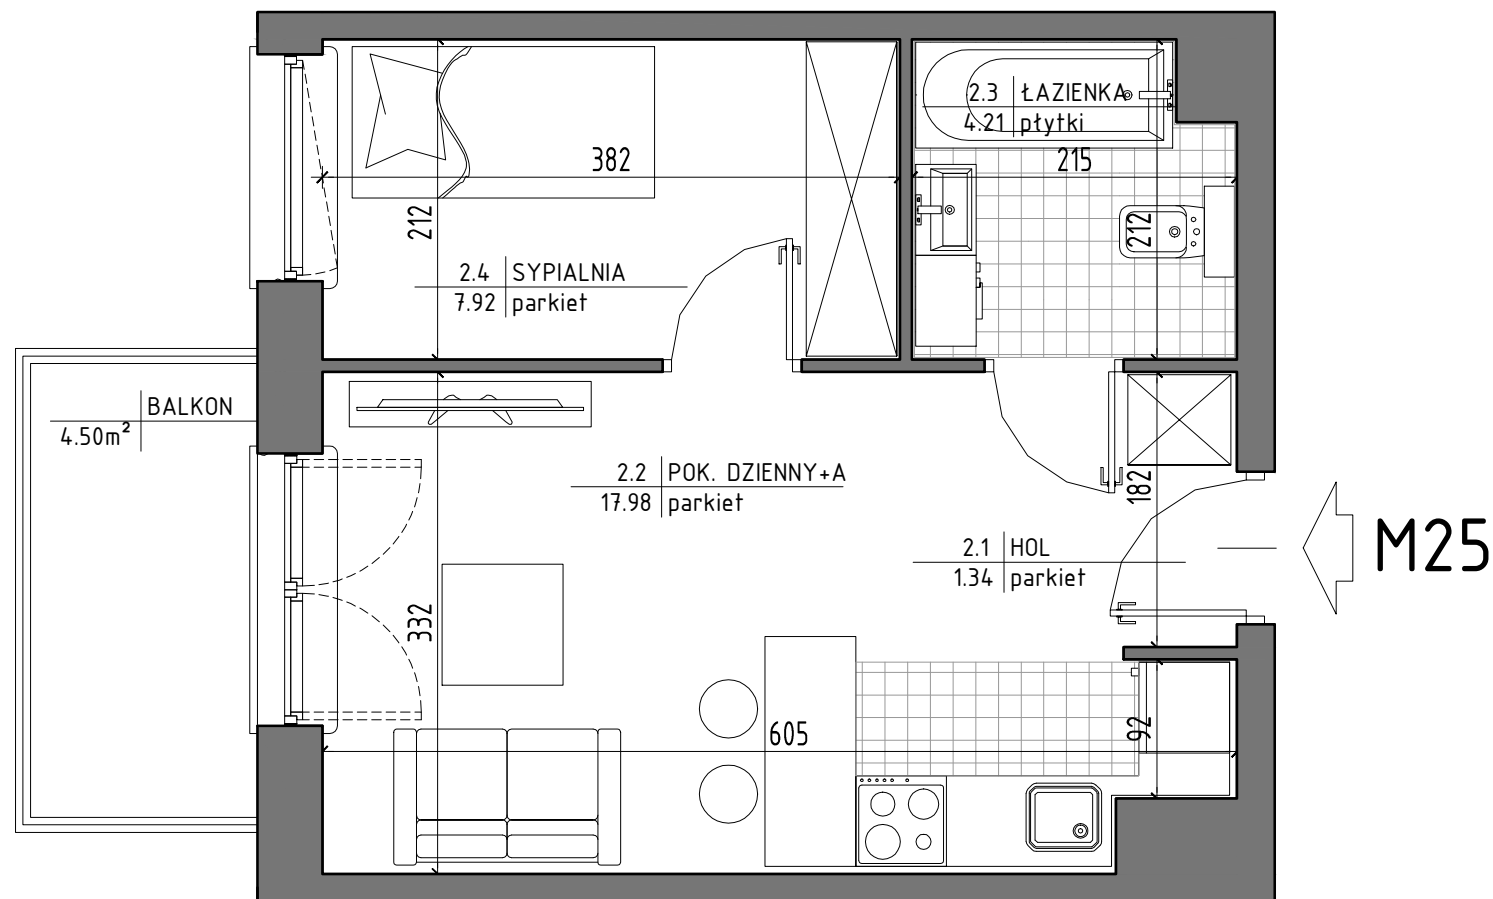 2.3 ŁAZIENKA
4.21 płytki
382
215
212
212
2.4 SYPIALNIA
7.92 parkiet
BALKON
4.50m²
2.2 POK. DZIENNY+A
17.98 parkiet
182
2.1 HOL
1.34 parkiet
M25
332
605
92